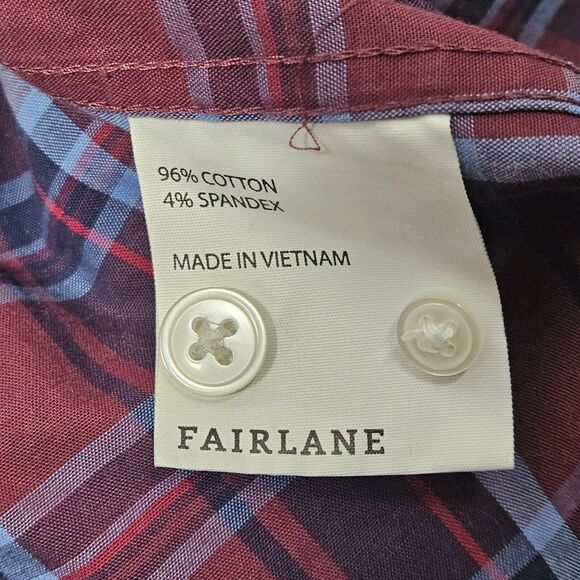 96% COTTON
4% SPANDEX
MADE IN VIETNAM
FAIRLANE